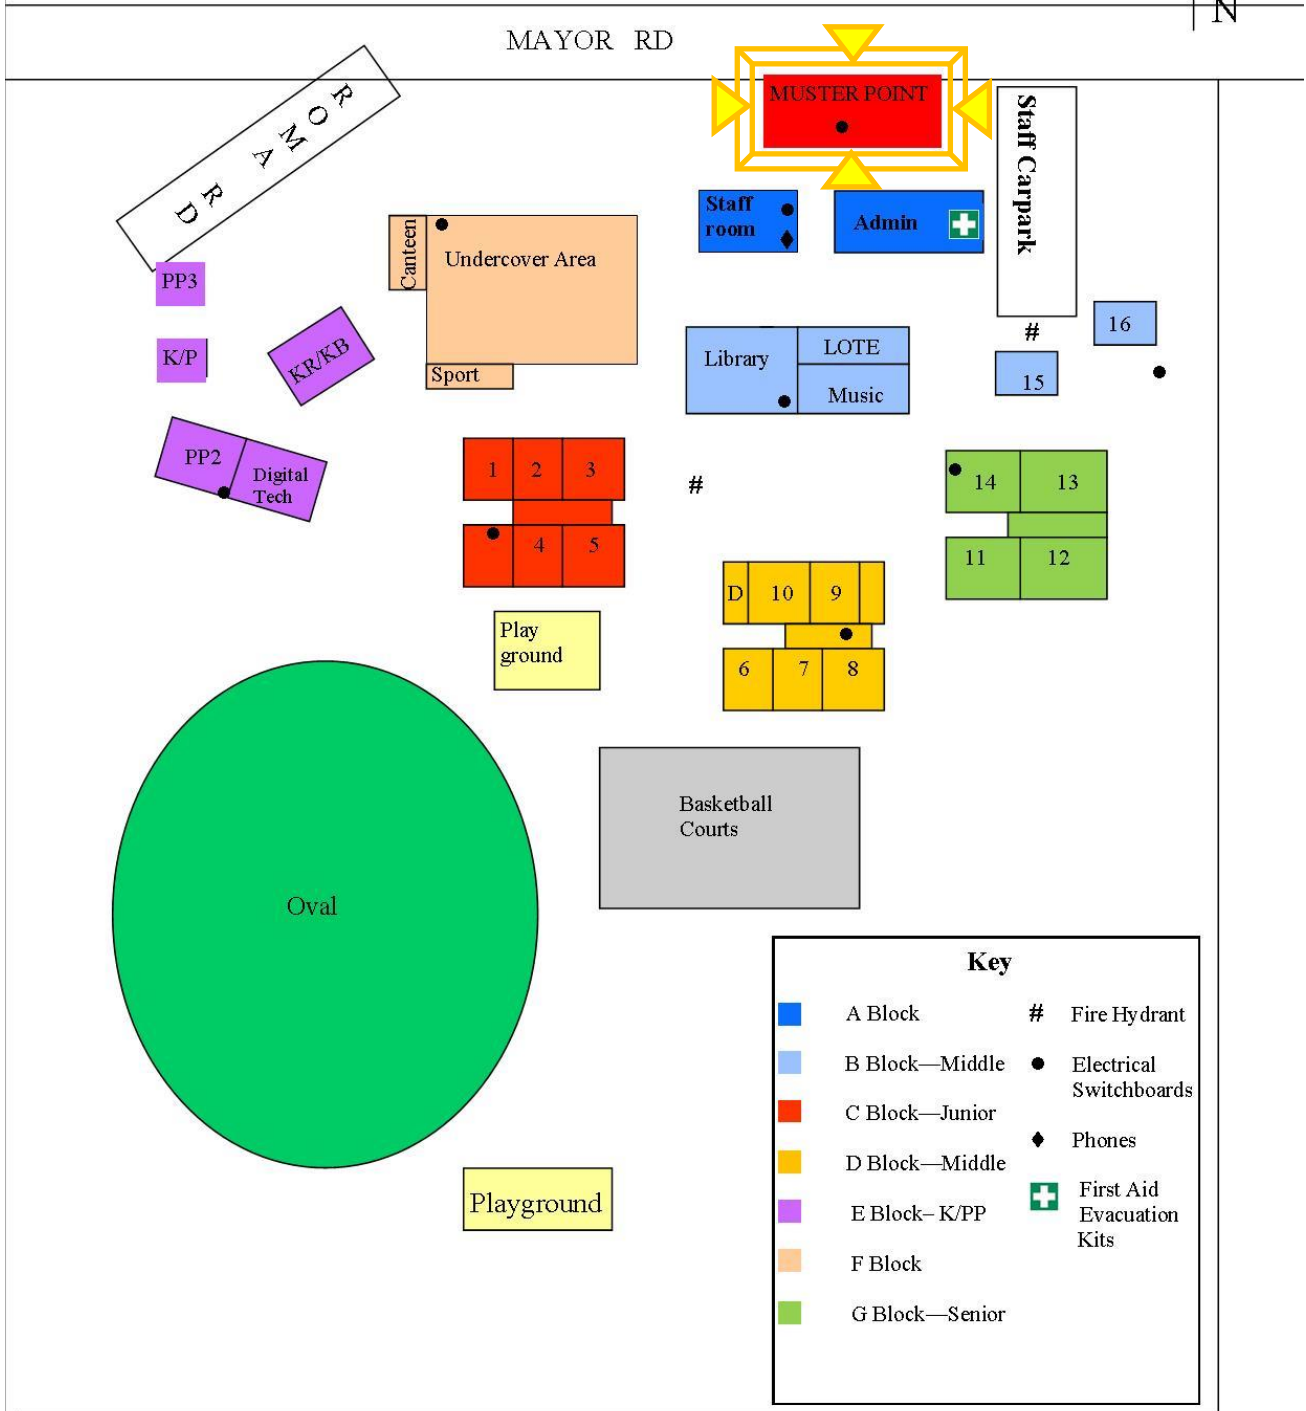 N
MAYOR RD
ROMA RD
MUSTER POINT
Staff Carpark
Staff
room
Admin
Canteen
Undercover Area
Sport
PP3
K/P
KR/KB
PP2
Digital
Tech
Library
LOTE
Music
16
15
#
1
2
3
4
5
#
14
13
11
12
D
10
9
6
7
8
Play
ground
Basketball
Courts
Oval
Playground
Key
A Block
B Block—Middle
C Block—Junior
D Block—Middle
E Block– K/PP
F Block
G Block—Senior
# Fire Hydrant
Electrical
Switchboards
Phones
First Aid
Evacuation
Kits